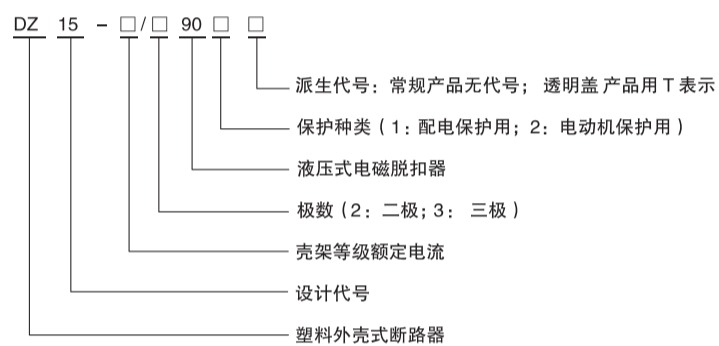 DZ 15 - □/□ 90 □ □
派生代号：常规产品无代号；透明盖产品用T表示
保护种类（1：配电保护用；2：电动机保护用）
液压式电磁脱扣器
极数（2：二极；3：三极）
壳架等级额定电流
设计代号
塑料外壳式断路器